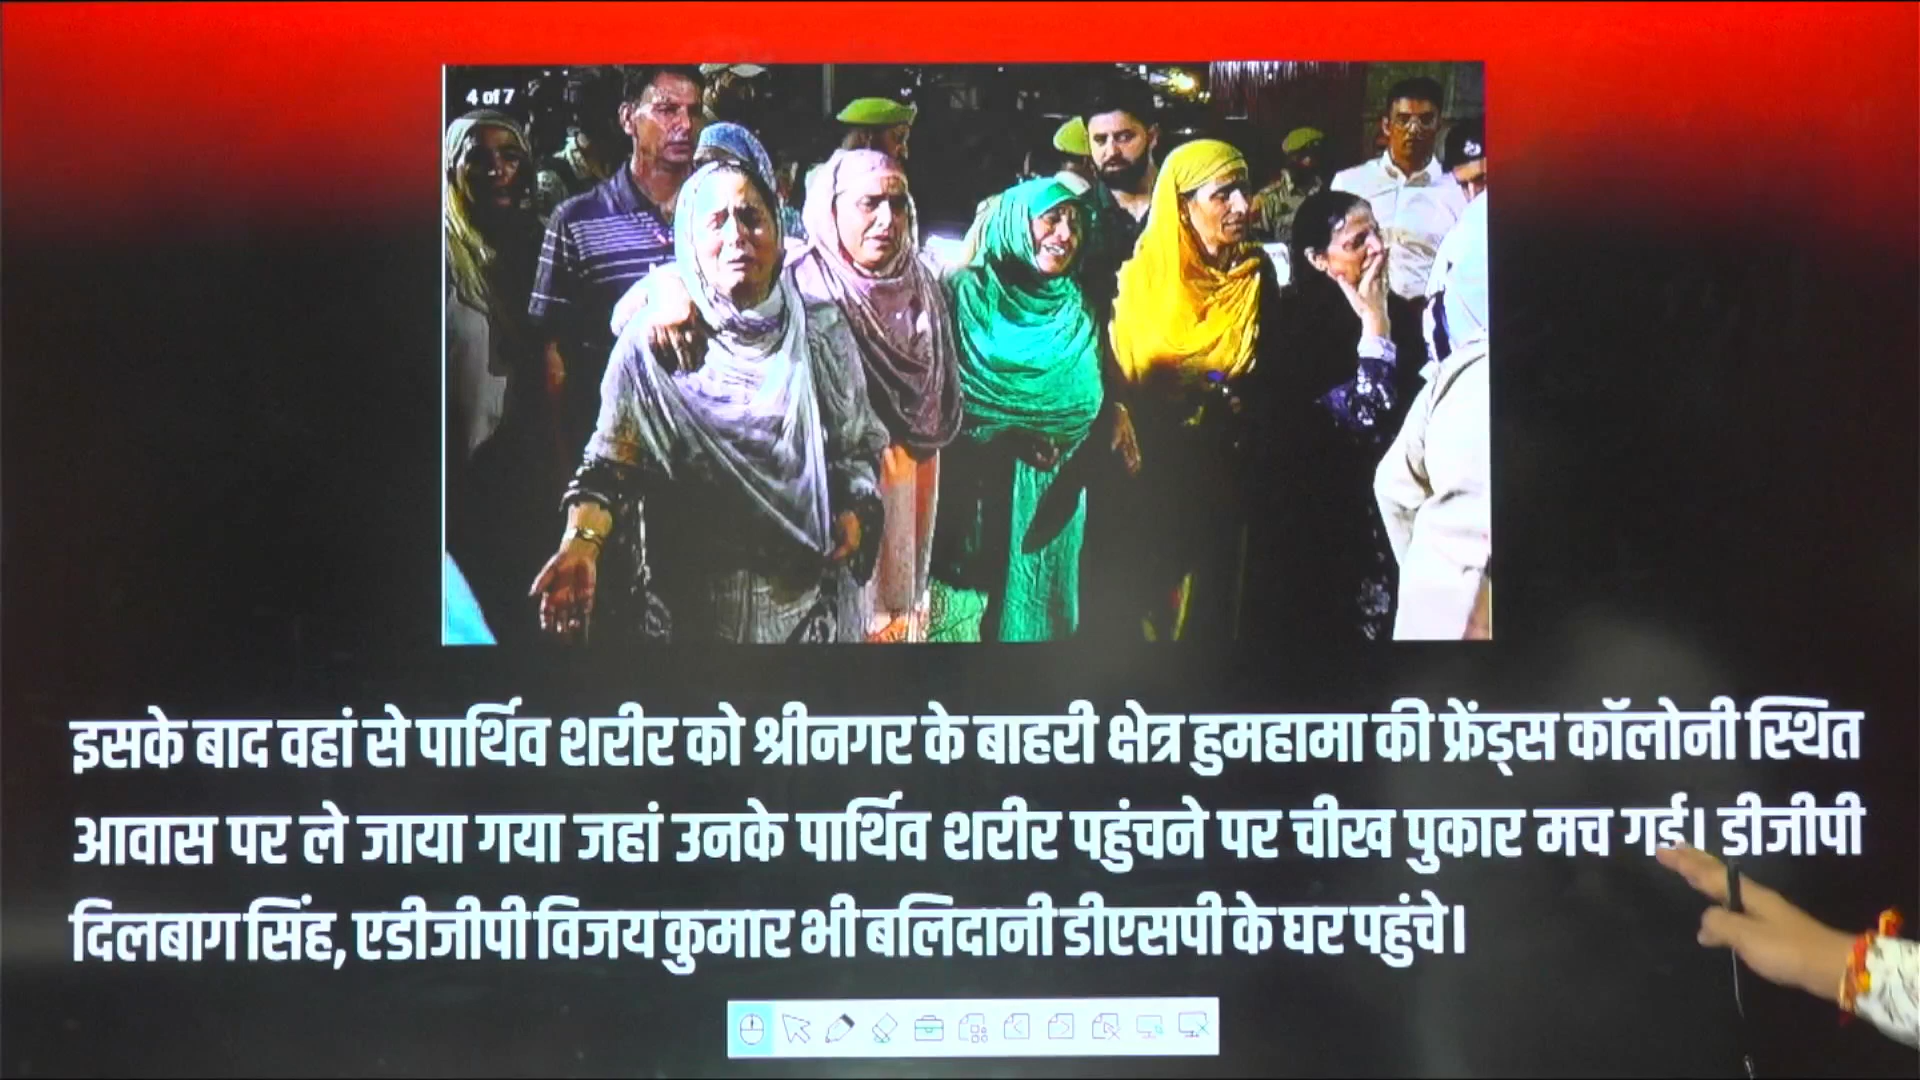 4 of 7
इसके बाद वहां से पार्थिव शरीर को श्रीनगर के बाहरी क्षेत्र हुमहामा की फ्रेंड्स कॉलोनी स्थित
आवास पर ले जाया गया जहां उनके पार्थिव शरीर पहुंचने पर चीख पुकार मच गई। डीजीपी
दिलबाग सिंह, एडीजीपी विजय कुमार भी बलिदानी डीएसपी के घर पहुंचे।